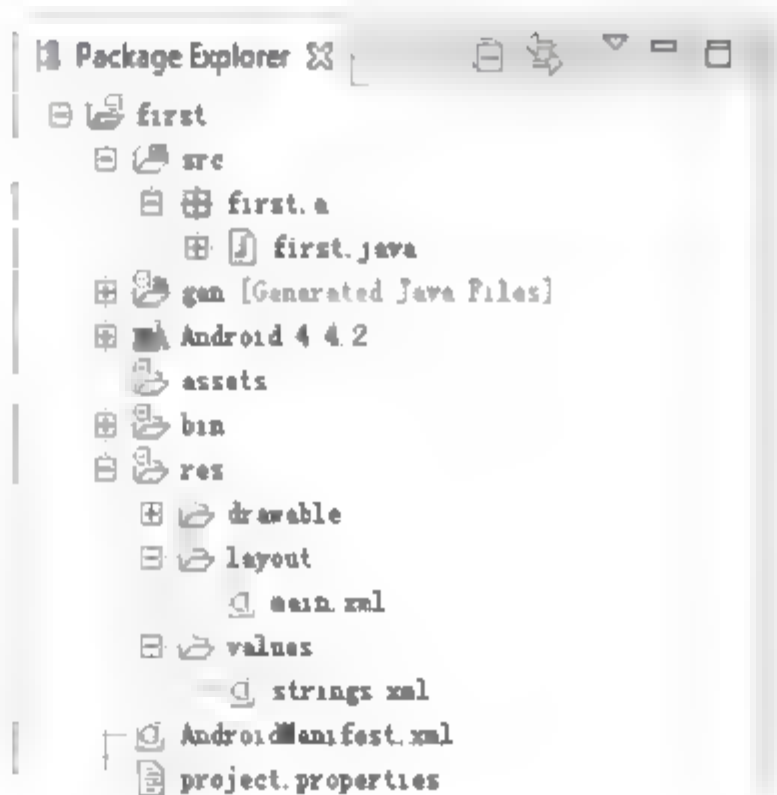 Package Explorer
first
src
first.a
first.java
gen [Generated Java Files]
Android 4.4.2
assets
bin
res
drawable
layout
main.xml
values
strings.xml
AndroidManifest.xml
project.properties